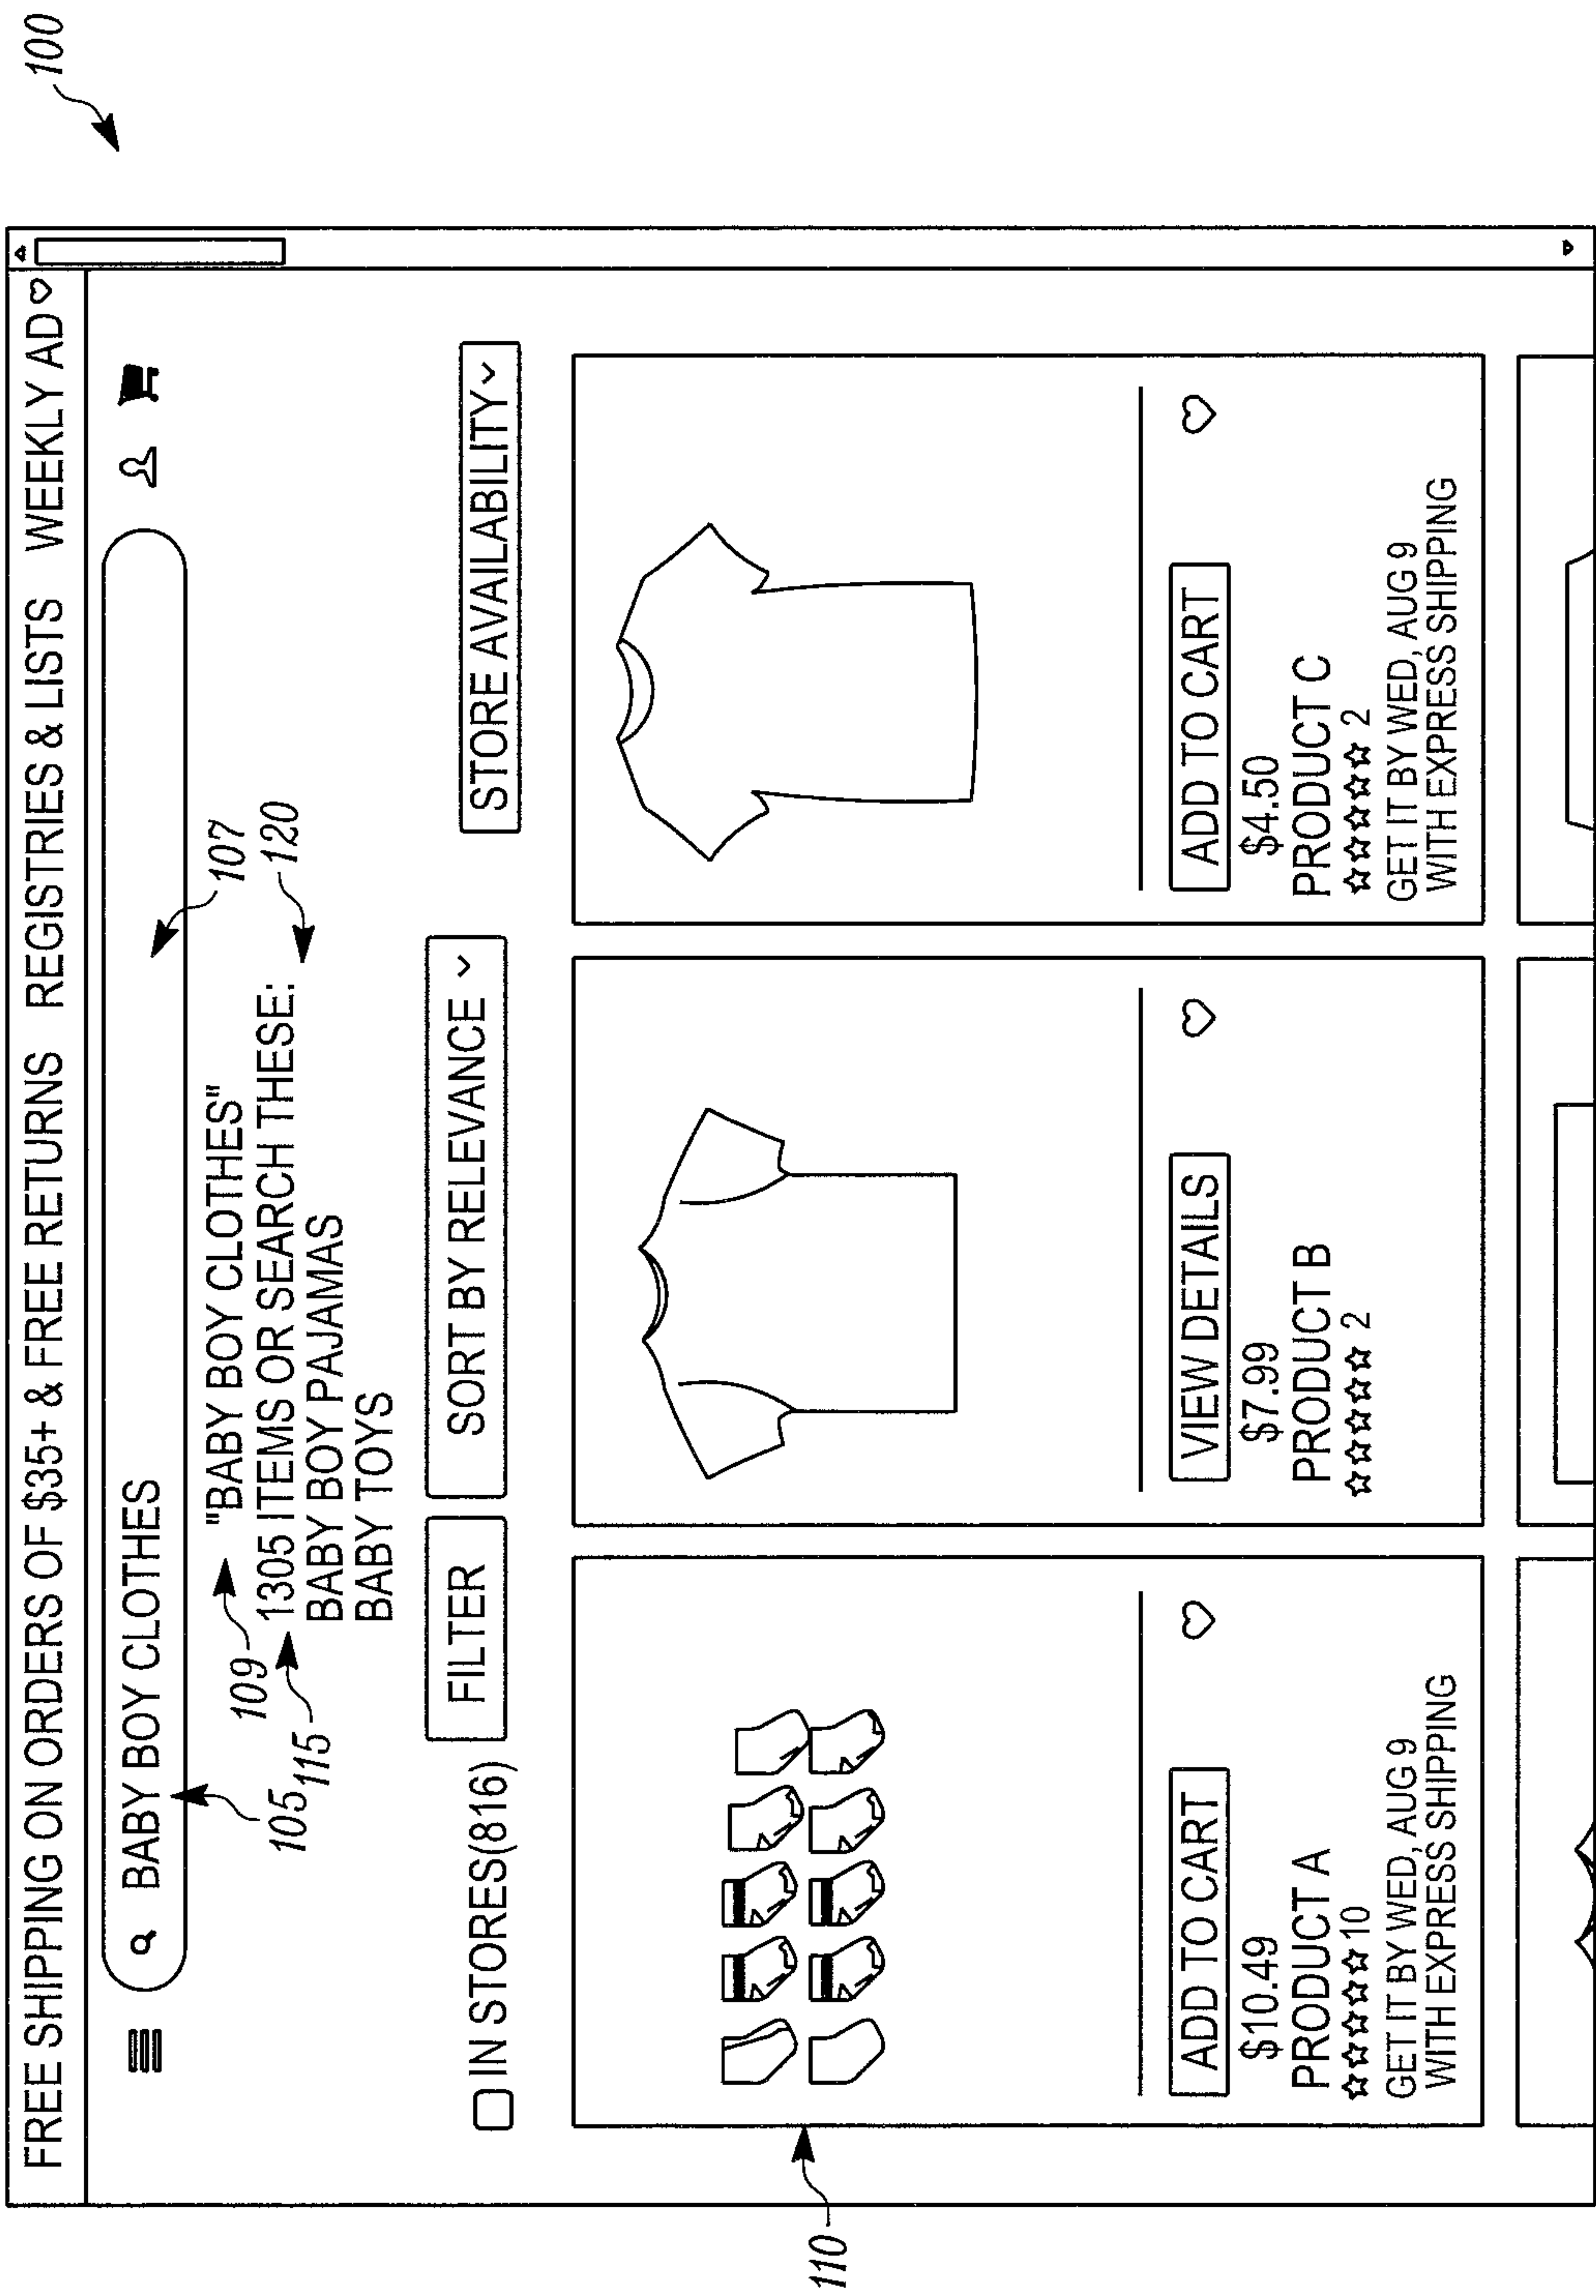 100
FREE SHIPPING ON ORDERS OF $35+ & FREE RETURNS REGISTRIES & LISTS WEEKLY AD
BABY BOY CLOTHES
107
109
"BABY BOY CLOTHES"
105
115
1305 ITEMS OR SEARCH THESE:
120
BABY BOY PAJAMAS
BABY TOYS
IN STORES(816)
FILTER
SORT BY RELEVANCE
STORE AVAILABILITY
110
ADD TO CART
$10.49
PRODUCT A
10
GET IT BY WED, AUG 9
WITH EXPRESS SHIPPING
VIEW DETAILS
$7.99
PRODUCT B
2
ADD TO CART
$4.50
PRODUCT C
2
GET IT BY WED, AUG 9
WITH EXPRESS SHIPPING